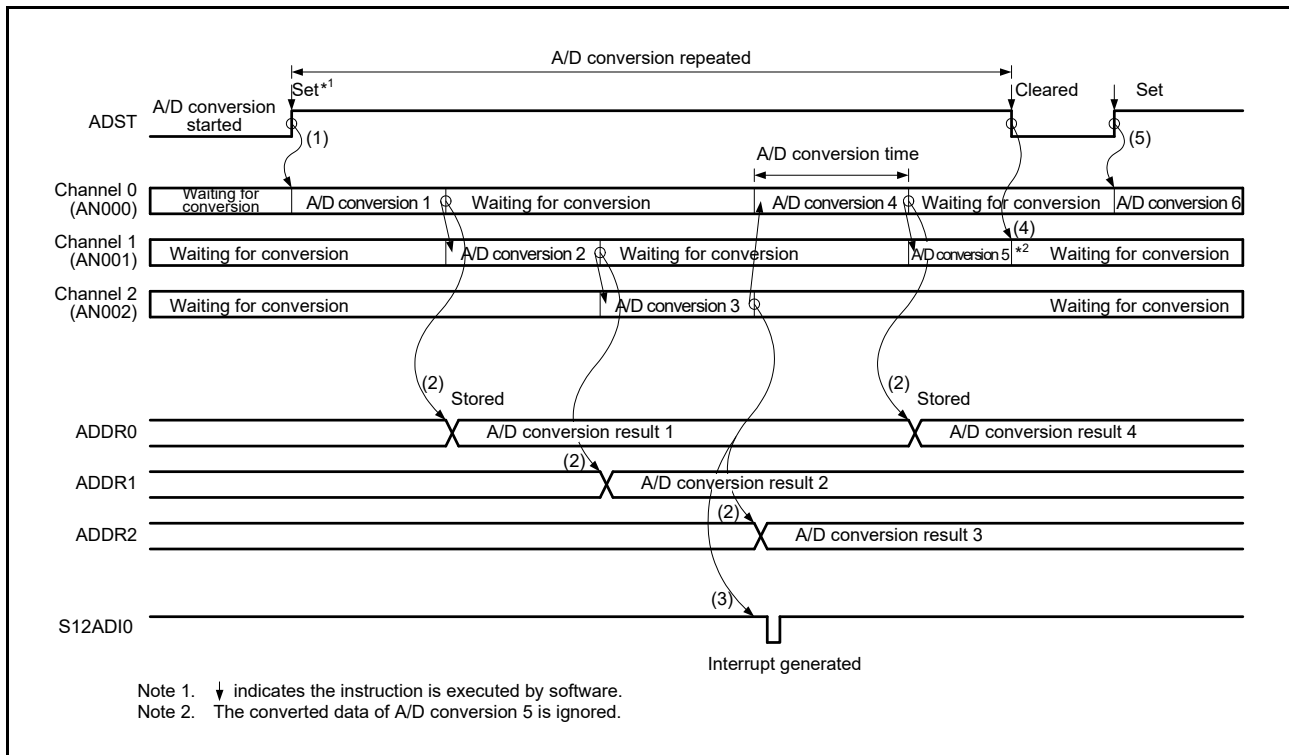 A/D conversion repeated
Set*1
Cleared
Set
A/D conversion
started
ADST
(1)
(5)
A/D conversion time
Channel 0
(AN000)
Waiting for
conversion
A/D conversion 1
Waiting for conversion
A/D conversion 4
Waiting for conversion
A/D conversion 6
(4)
Channel 1
(AN001)
Waiting for conversion
A/D conversion 2
Waiting for conversion
A/D conversion 5
*2
Waiting for conversion
Channel 2
(AN002)
Waiting for conversion
A/D conversion 3
Waiting for conversion
(2)
Stored
(2)
Stored
ADDR0
A/D conversion result 1
A/D conversion result 4
(2)
ADDR1
A/D conversion result 2
(2)
ADDR2
A/D conversion result 3
(3)
S12ADI0
Interrupt generated
Note 1. indicates the instruction is executed by software.
Note 2. The converted data of A/D conversion 5 is ignored.